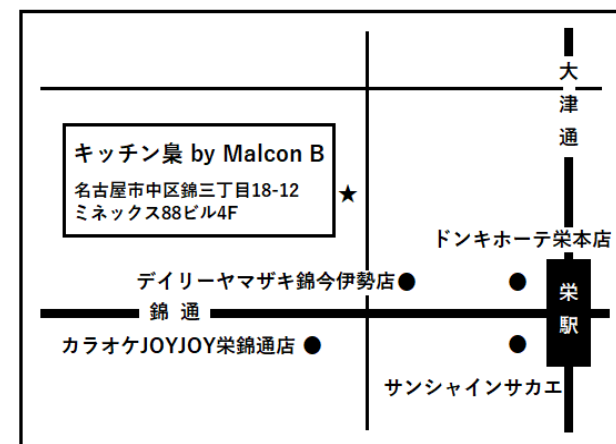 大津通
キッチン梟 by Malcon B
名古屋市中区錦三丁目18-12
ミネックス88ビル4F
★
ドンキホーテ栄本店
デイリーヤマザキ錦今伊勢店●
●
栄駅
錦通
カラオケJOYJOY栄錦通店 ●
●
サンシャインサカエ